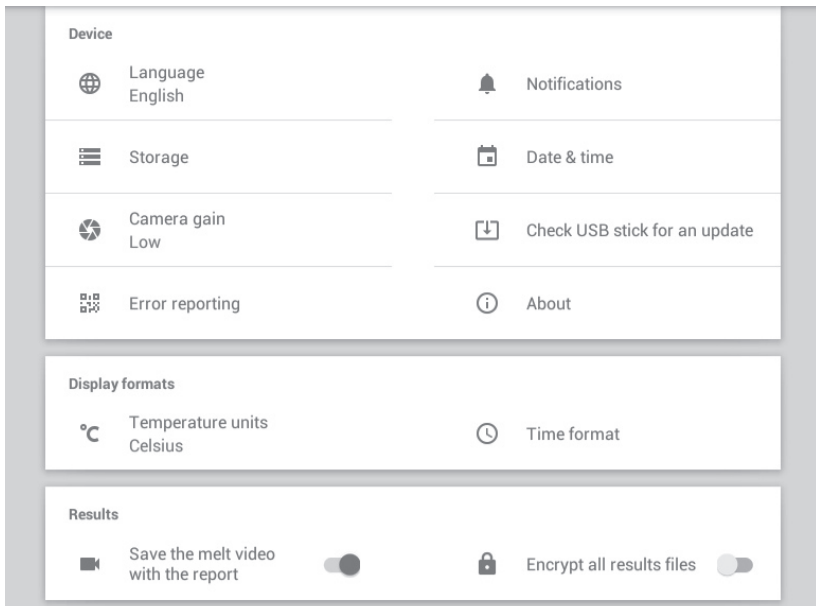 Device
Language
English
Notifications
Storage
Date & time
Camera gain
Low
Check USB stick for an update
Error reporting
About
Display formats
°C
Temperature units
Celsius
Time format
Results
Save the melt video
with the report
Encrypt all results files